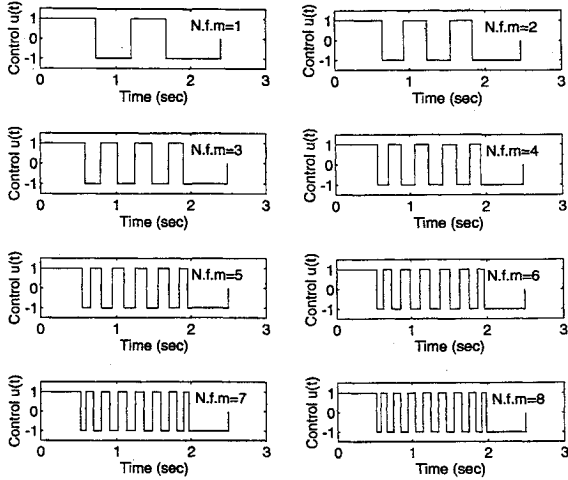 Control u(t)
1
0
-1
N.f.m=1
0 1 2 3
Time (sec)
Control u(t)
1
0
-1
N.f.m=2
0 1 2 3
Time (sec)
Control u(t)
1
0
-1
N.f.m=3
0 1 2 3
Time (sec)
Control u(t)
1
0
-1
N.f.m=4
0 1 2 3
Time (sec)
Control u(t)
1
0
-1
N.f.m=5
0 1 2 3
Time (sec)
Control u(t)
1
0
-1
N.f.m=6
0 1 2 3
Time (sec)
Control u(t)
1
0
-1
N.f.m=7
0 1 2 3
Time (sec)
Control u(t)
1
0
-1
N.f.m=8
0 1 2 3
Time (sec)